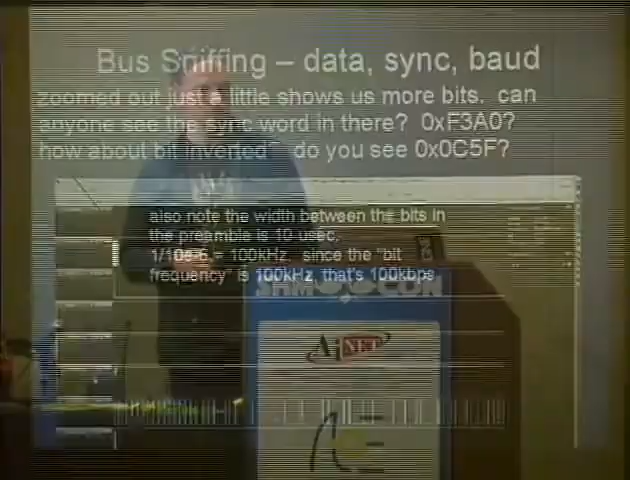 Bus Sniffing – data, sync, baud
zoomed out just a little shows us more bits. can
anyone see the sync word in there? 0xF3A0?
how about bit inverted do you see 0x0C5F?
also note the width between the bits in
the preamble is 10 usec.
1/10e-6 = 100kHz. since the "bit
frequency" is 100kHz, that's 100kbps
SHMOOCON
AiNET